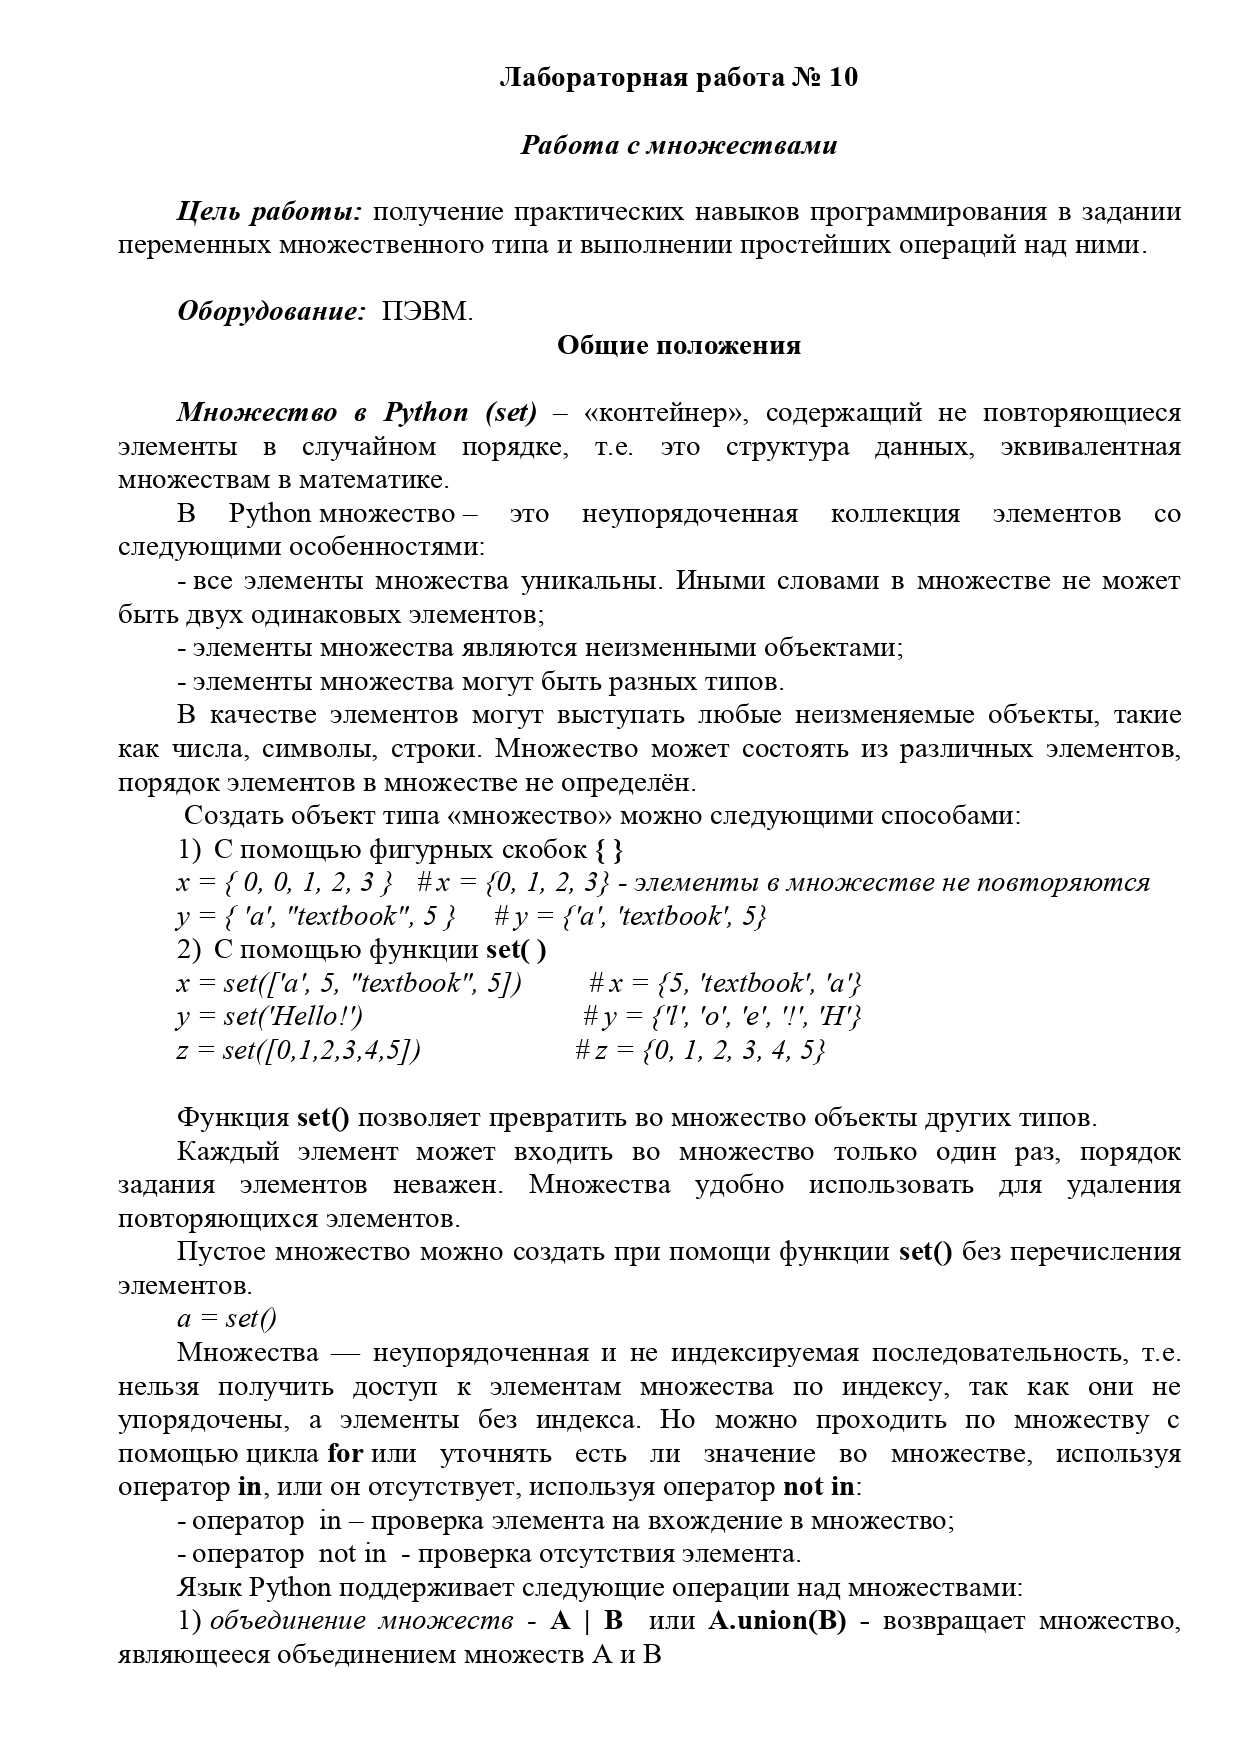 Лабораторная работа № 10
Работа с множествами
Цель работы: получение практических навыков программирования в задании
переменных множественного типа и выполнении простейших операций над ними.
Оборудование: ПЭВМ.
Общие положения
Множество в Python (set) – «контейнер», содержащий не повторяющиеся
элементы в случайном порядке, т.е. это структура данных, эквивалентная
множествам в математике.
В Python множество – это неупорядоченная коллекция элементов со
следующими особенностями:
- все элементы множества уникальны. Иными словами в множестве не может
быть двух одинаковых элементов;
- элементы множества являются неизменными объектами;
- элементы множества могут быть разных типов.
В качестве элементов могут выступать любые неизменяемые объекты, такие
как числа, символы, строки. Множество может состоять из различных элементов,
порядок элементов в множестве не определён.
Создать объект типа «множество» можно следующими способами:
1) С помощью фигурных скобок { }
x = { 0, 0, 1, 2, 3 } # x = {0, 1, 2, 3} - элементы в множестве не повторяются
y = { 'a', "textbook", 5 } # y = {'a', 'textbook', 5}
2) С помощью функции set( )
x = set(['a', 5, "textbook", 5]) # x = {5, 'textbook', 'a'}
y = set('Hello!') # y = {'l', 'o', 'e', '!', 'H'}
z = set([0,1,2,3,4,5]) # z = {0, 1, 2, 3, 4, 5}
Функция set() позволяет превратить во множество объекты других типов.
Каждый элемент может входить во множество только один раз, порядок
задания элементов неважен. Множества удобно использовать для удаления
повторяющихся элементов.
Пустое множество можно создать при помощи функции set() без перечисления
элементов.
a = set()
Множества — неупорядоченная и не индексируемая последовательность, т.е.
нельзя получить доступ к элементам множества по индексу, так как они не
упорядочены, а элементы без индекса. Но можно проходить по множеству с
помощью цикла for или уточнять есть ли значение во множестве, используя
оператор in, или он отсутствует, используя оператор not in:
- оператор in – проверка элемента на вхождение в множество;
- оператор not in - проверка отсутствия элемента.
Язык Python поддерживает следующие операции над множествами:
1) объединение множеств - A | B или A.union(B) - возвращает множество,
являющееся объединением множеств A и B